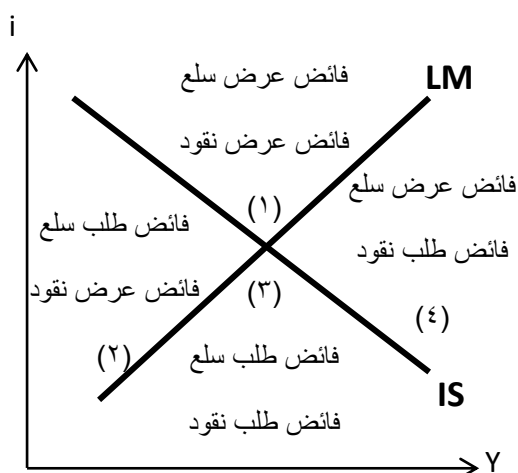 i
فائض عرض سلع
LM
فائض عرض نقود
فائض عرض سلع
(١)
فائض طلب سلع
فائض طلب نقود
فائض عرض نقود
(٣)
(٤)
(٢)
فائض طلب سلع
IS
فائض طلب نقود
Y